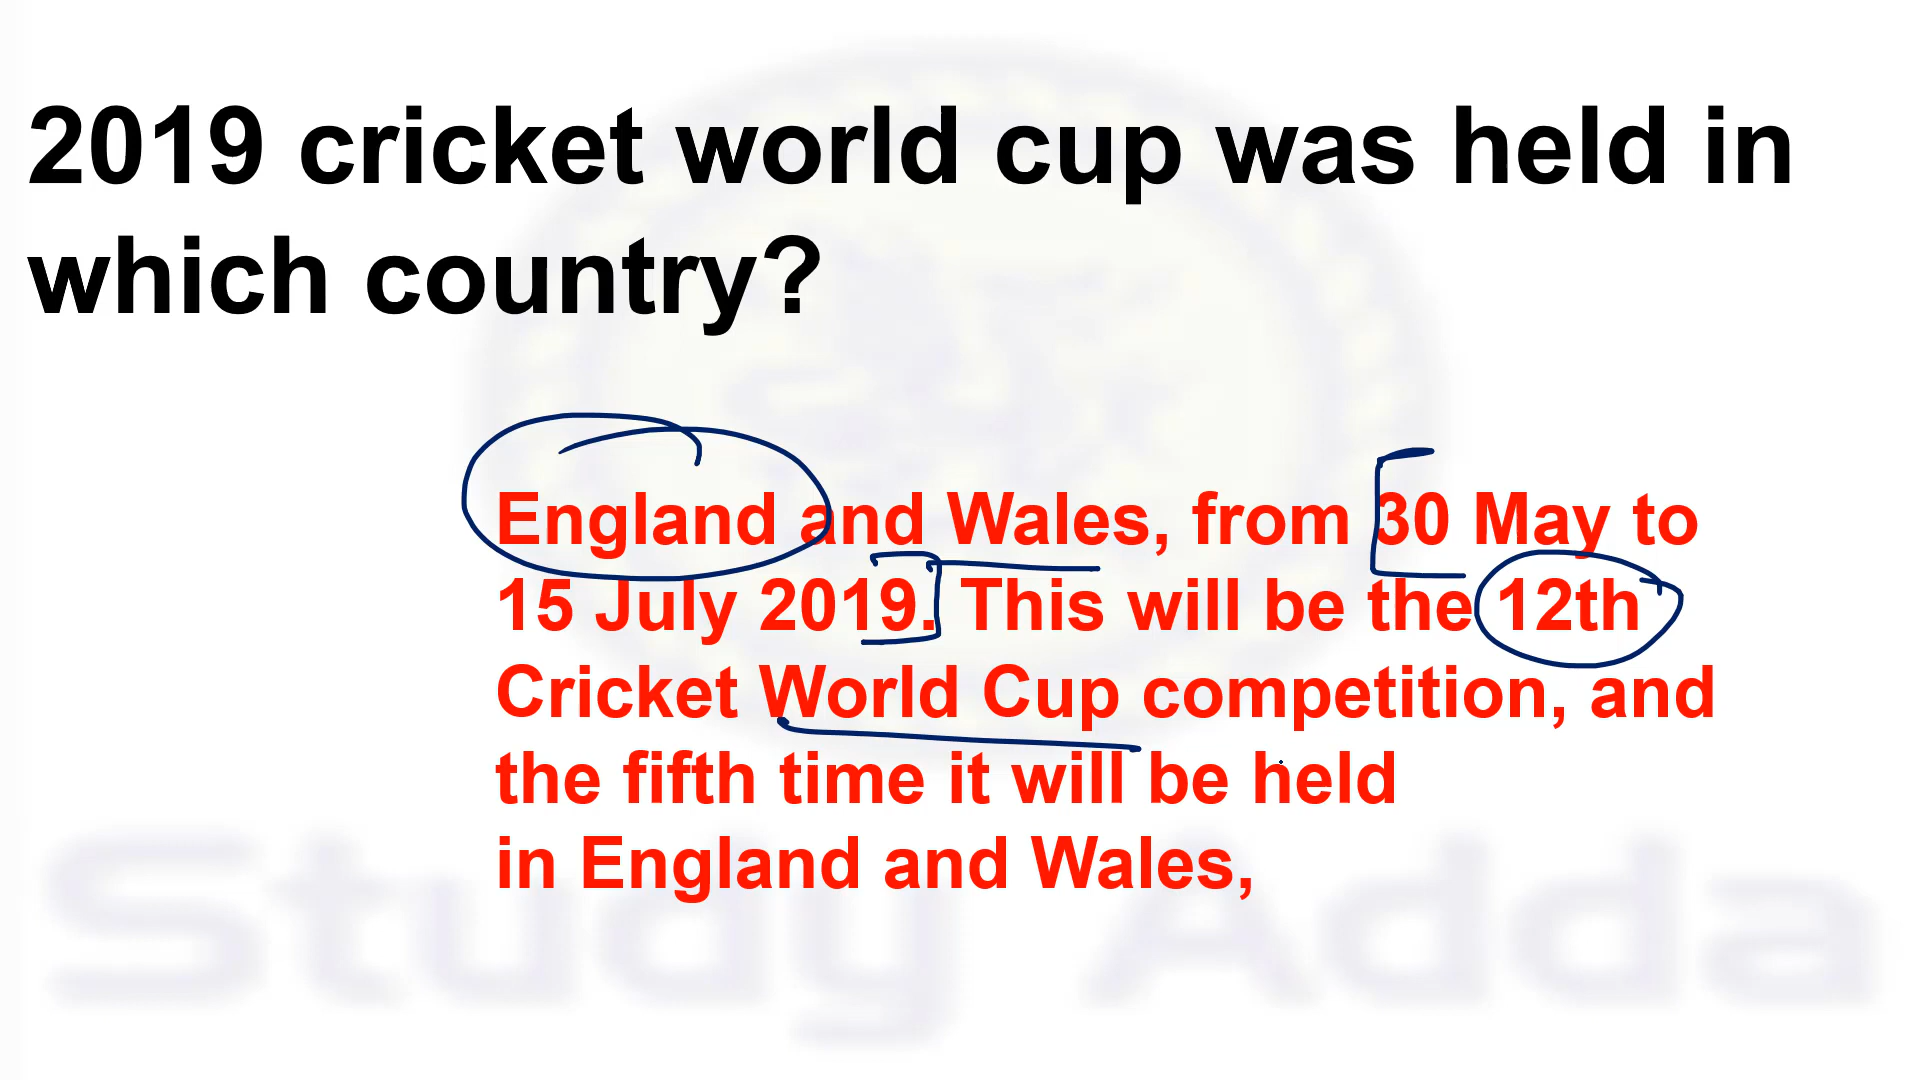 2019 cricket world cup was held in
which country?
England and Wales, from 30 May to
15 July 2019. This will be the 12th
Cricket World Cup competition, and
the fifth time it will be held
in England and Wales,
Study Adda